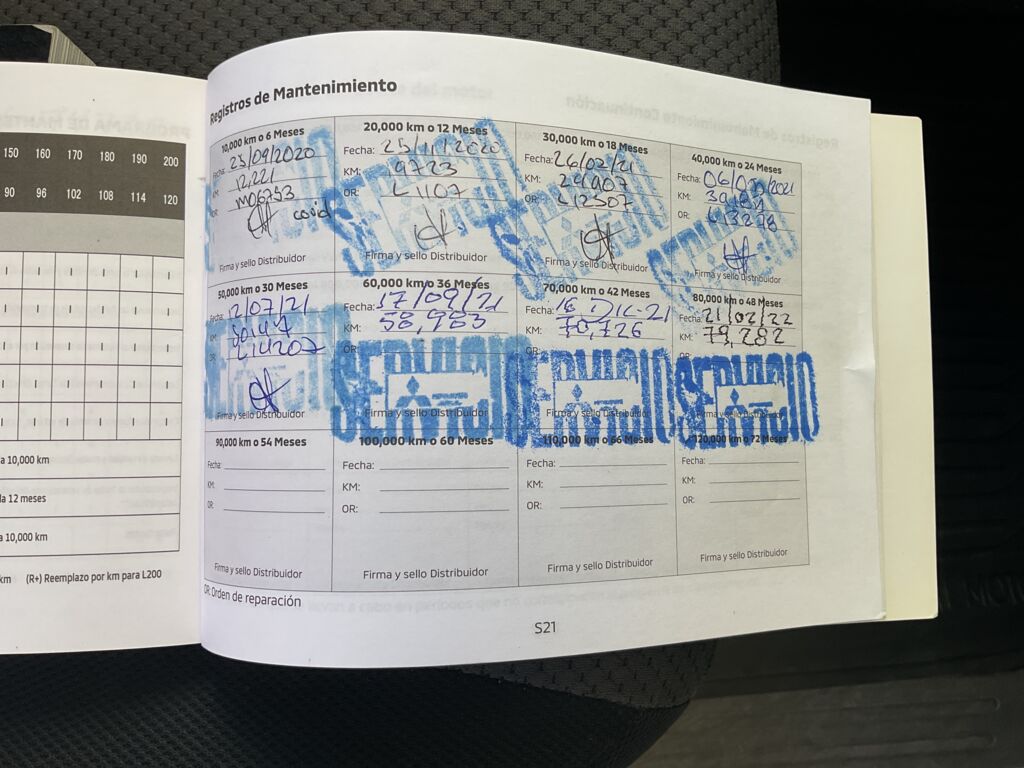 150 160 170 180 190 200
90 96 102 108 114 120
I I I I I I
I I I I I I
I I I I I I
I I I I I I
I I I I I I
a 10,000 km
la 12 meses
a 10,000 km
km (R+) Reemplazo por km para L200
Registros de Mantenimiento
10,000 km o 6 Meses
Fecha: 23/09/2020
KM: 12,221
OR: M06753
covid
Firma y sello Distribuidor
20,000 km o 12 Meses
Fecha: 25/11/2020
KM: 19723
OR: L1107
Firma y sello Distribuidor
30,000 km o 18 Meses
Fecha: 26/02/21
KM: 29,907
OR: L12507
Firma y sello Distribuidor
40,000 km o 24 Meses
Fecha: /2021
KM:
OR: L13278
Firma y sello Distribuidor
50,000 km o 30 Meses
Fecha: 12/07/21
KM:
OR: L14207
Firma y sello Distribuidor
60,000 km o 36 Meses
Fecha: 17/09/21
KM: 58,983
OR:
SERVICIO
Firma y sello Distribuidor
70,000 km o 42 Meses
Fecha: 16 Dic-21
KM: 70,726
OR:
SERVICIO
Firma y sello Distribuidor
80,000 km o 48 Meses
Fecha: 21/02/22
KM: 79,282
OR:
SERVICIO
Firma y sello Distribuidor
90,000 km o 54 Meses
Fecha:
KM:
OR:
Firma y sello Distribuidor
100,000 km o 60 Meses
Fecha:
KM:
OR:
Firma y sello Distribuidor
110,000 km o 66 Meses
Fecha:
KM:
OR:
Firma y sello Distribuidor
120,000 km o 72 Meses
Fecha:
KM:
OR:
Firma y sello Distribuidor
OR: Orden de reparación
S21